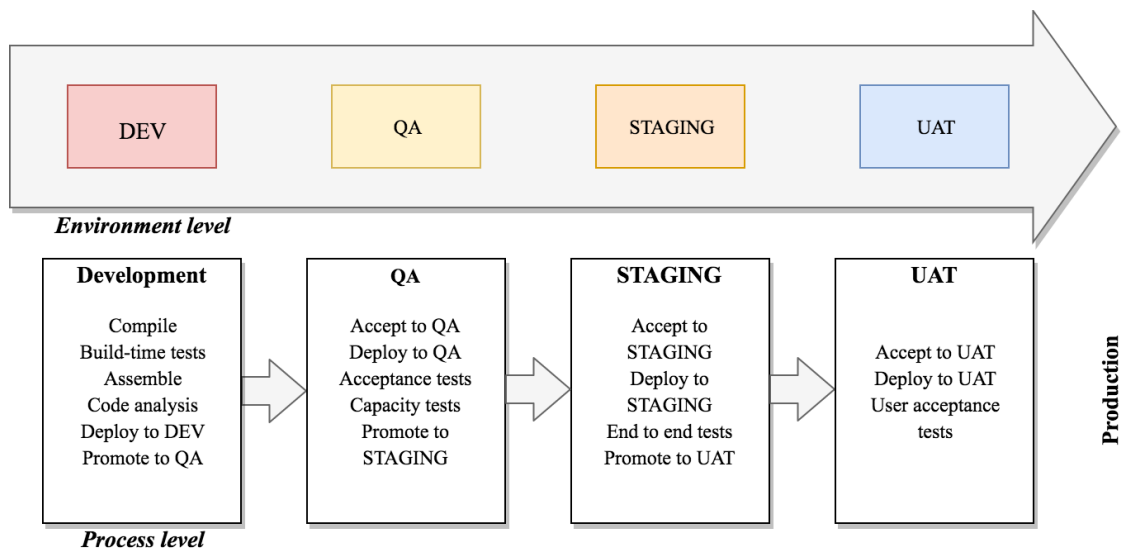 DEV
QA
STAGING
UAT
Environment level
Development
Compile
Build-time tests
Assemble
Code analysis
Deploy to DEV
Promote to QA
QA
Accept to QA
Deploy to QA
Acceptance tests
Capacity tests
Promote to
STAGING
STAGING
Accept to
STAGING
Deploy to
STAGING
End to end tests
Promote to UAT
UAT
Accept to UAT
Deploy to UAT
User acceptance
tests
Production
Process level